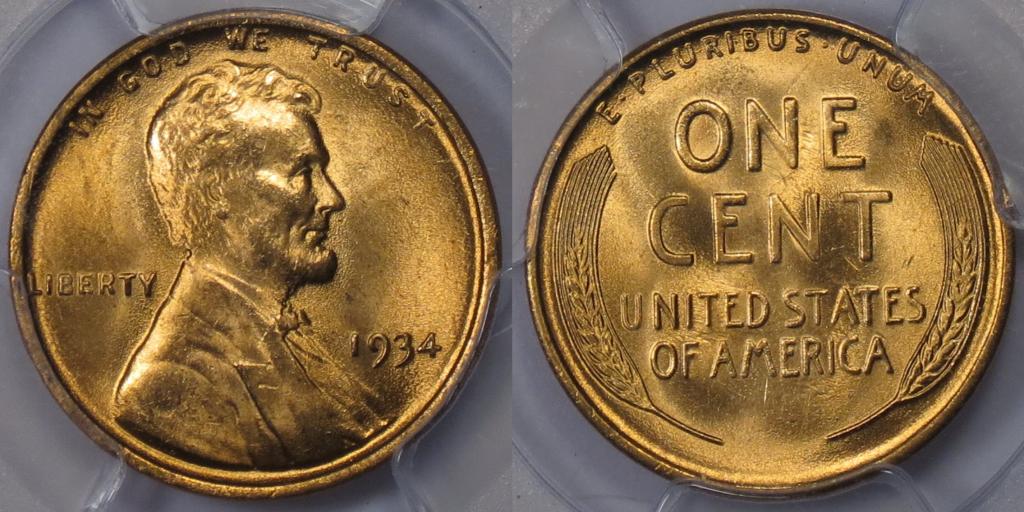 IN GOD WE TRUST
LIBERTY
1934
E·PLURIBUS·UNUM
ONE
CENT
UNITED STATES
OF AMERICA